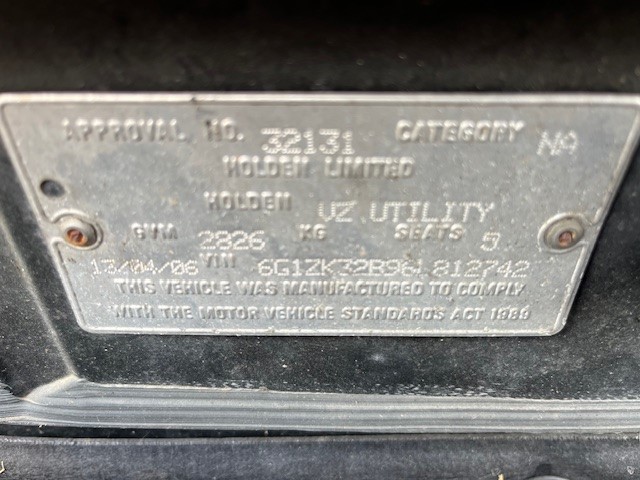 APPROVAL NO. 32131 CATEGORY NA
HOLDEN LIMITED
HOLDEN VZ UTILITY
GVM 2826 KG SEATS 5
13/04/06 VIN 6G1ZK32B96L812742
THIS VEHICLE WAS MANUFACTURED TO COMPLY
WITH THE MOTOR VEHICLE STANDARDS ACT 1989